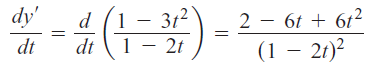 dy'/dt = d/dt ((1 − 3t²)/(1 − 2t)) = (2 − 6t + 6t²)/(1 − 2t)²